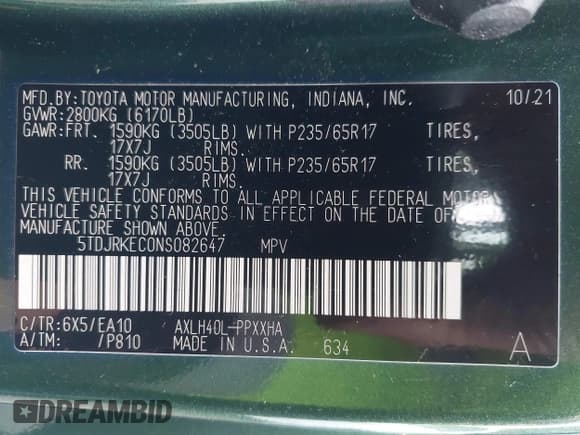 MFD.BY:TOYOTA MOTOR MANUFACTURING, INDIANA, INC. 10/21
GVWR:2800KG (6170LB)
GAWR:FRT. 1590KG (3505LB) WITH P235/65R17 TIRES,
17X7J RIMS.
RR. 1590KG (3505LB) WITH P235/65R17 TIRES,
17X7J RIMS.
THIS VEHICLE CONFORMS TO ALL APPLICABLE FEDERAL MOTOR
VEHICLE SAFETY STANDARDS IN EFFECT ON THE DATE OF
MANUFACTURE SHOWN ABOVE.
5TDJRKEC0NS082647 MPV
C/TR:6X5/EA10 AXLH40L-PPXXHA
A/TM: /P810 MADE IN U.S.A. 634 A
DREAMBID